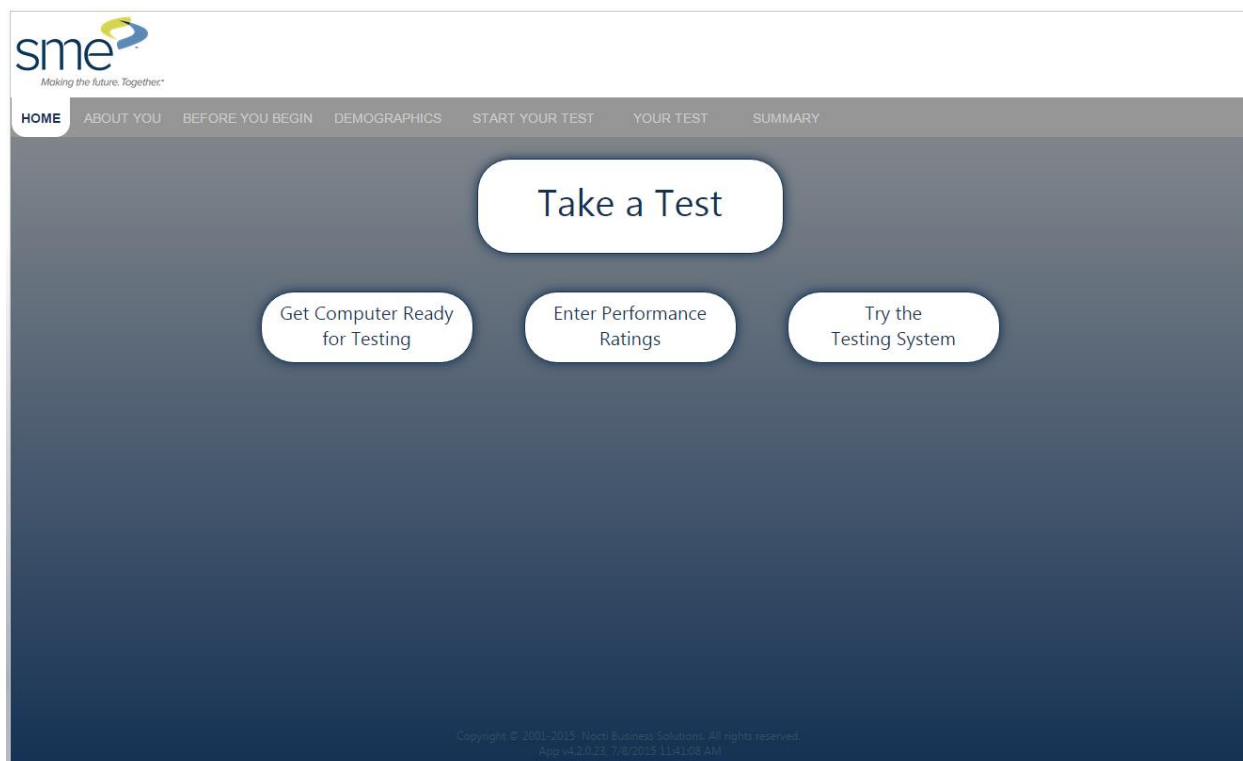 sme
Making the future. Together.℠
HOME ABOUT YOU BEFORE YOU BEGIN DEMOGRAPHICS START YOUR TEST YOUR TEST SUMMARY
Take a Test
Get Computer Ready
for Testing
Enter Performance
Ratings
Try the
Testing System
Copyright © 2001-2015 Nocti Business Solutions. All rights reserved.
App v4.2.0.23, 7/8/2015 11:41:08 AM